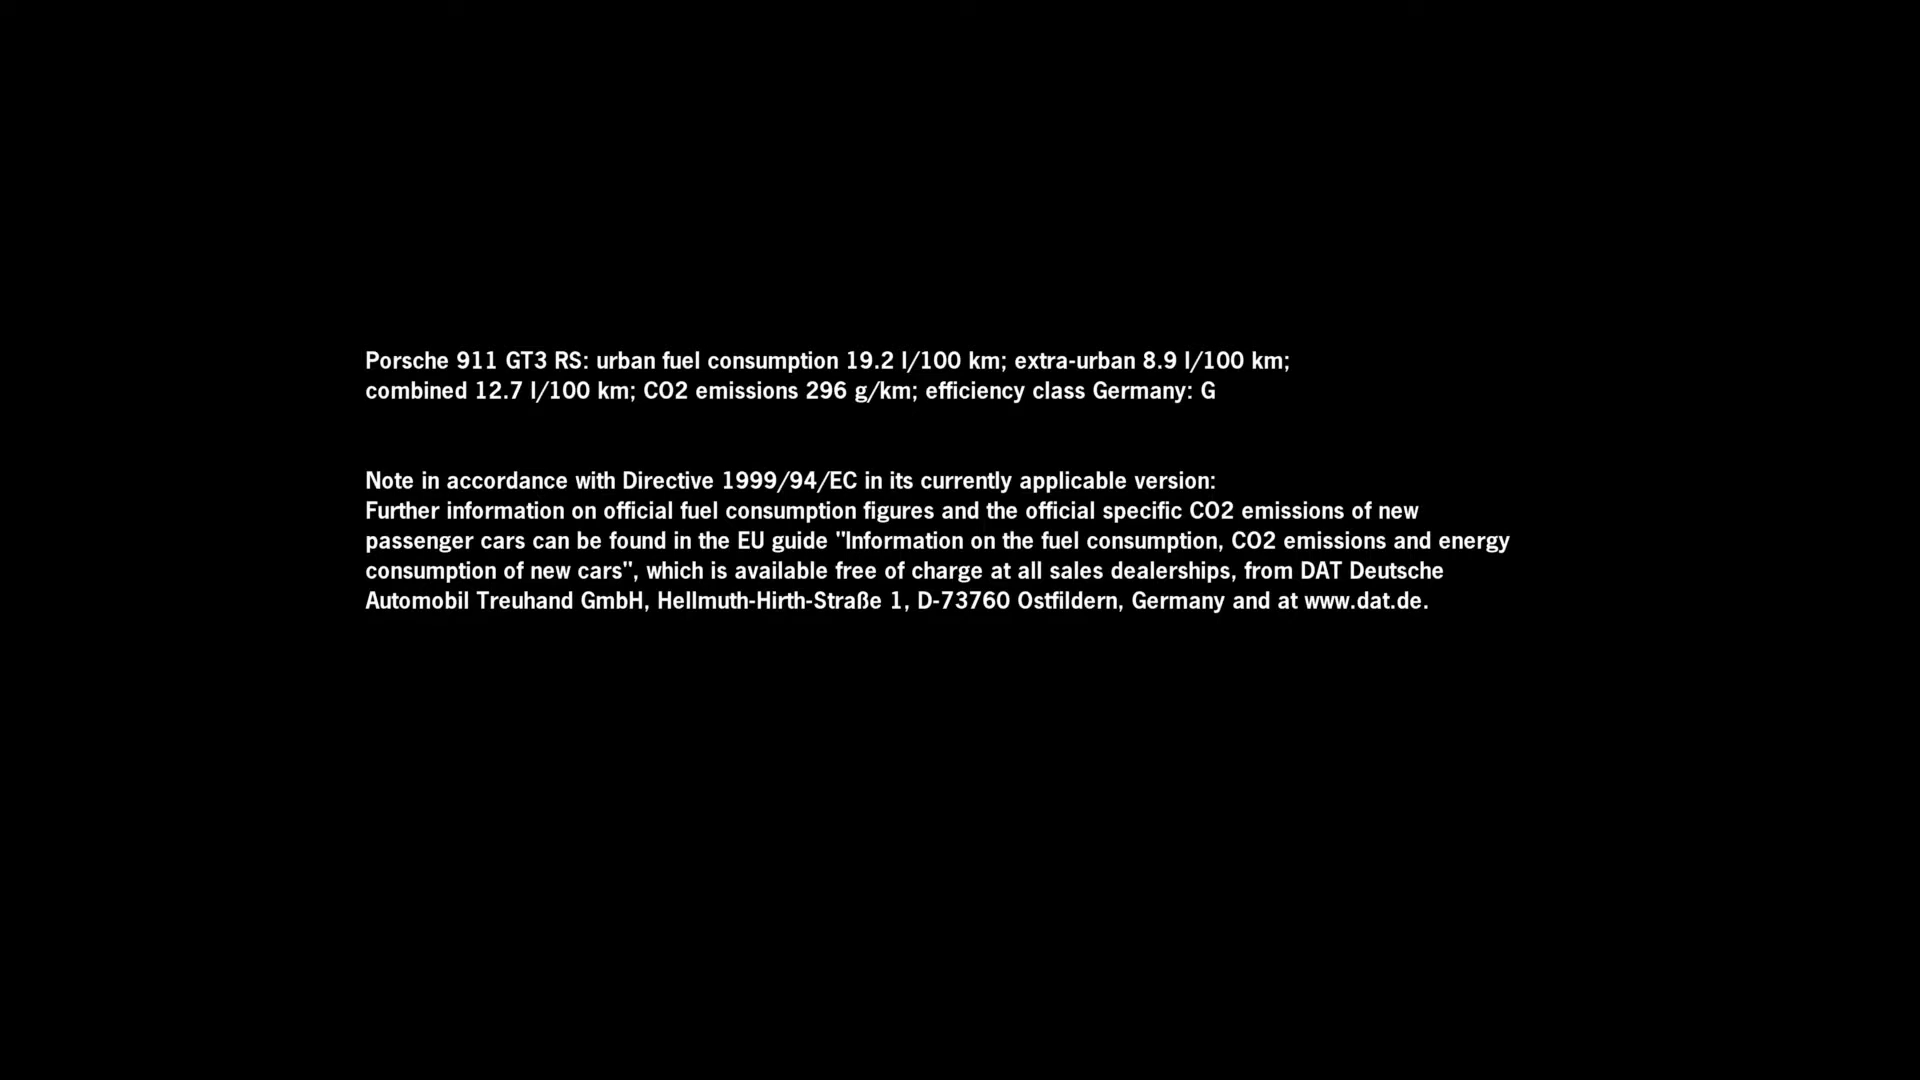 Porsche 911 GT3 RS: urban fuel consumption 19.2 l/100 km; extra-urban 8.9 l/100 km;
combined 12.7 l/100 km; CO2 emissions 296 g/km; efficiency class Germany: G
Note in accordance with Directive 1999/94/EC in its currently applicable version:
Further information on official fuel consumption figures and the official specific CO2 emissions of new
passenger cars can be found in the EU guide "Information on the fuel consumption, CO2 emissions and energy
consumption of new cars", which is available free of charge at all sales dealerships, from DAT Deutsche
Automobil Treuhand GmbH, Hellmuth-Hirth-Straße 1, D-73760 Ostfildern, Germany and at www.dat.de.